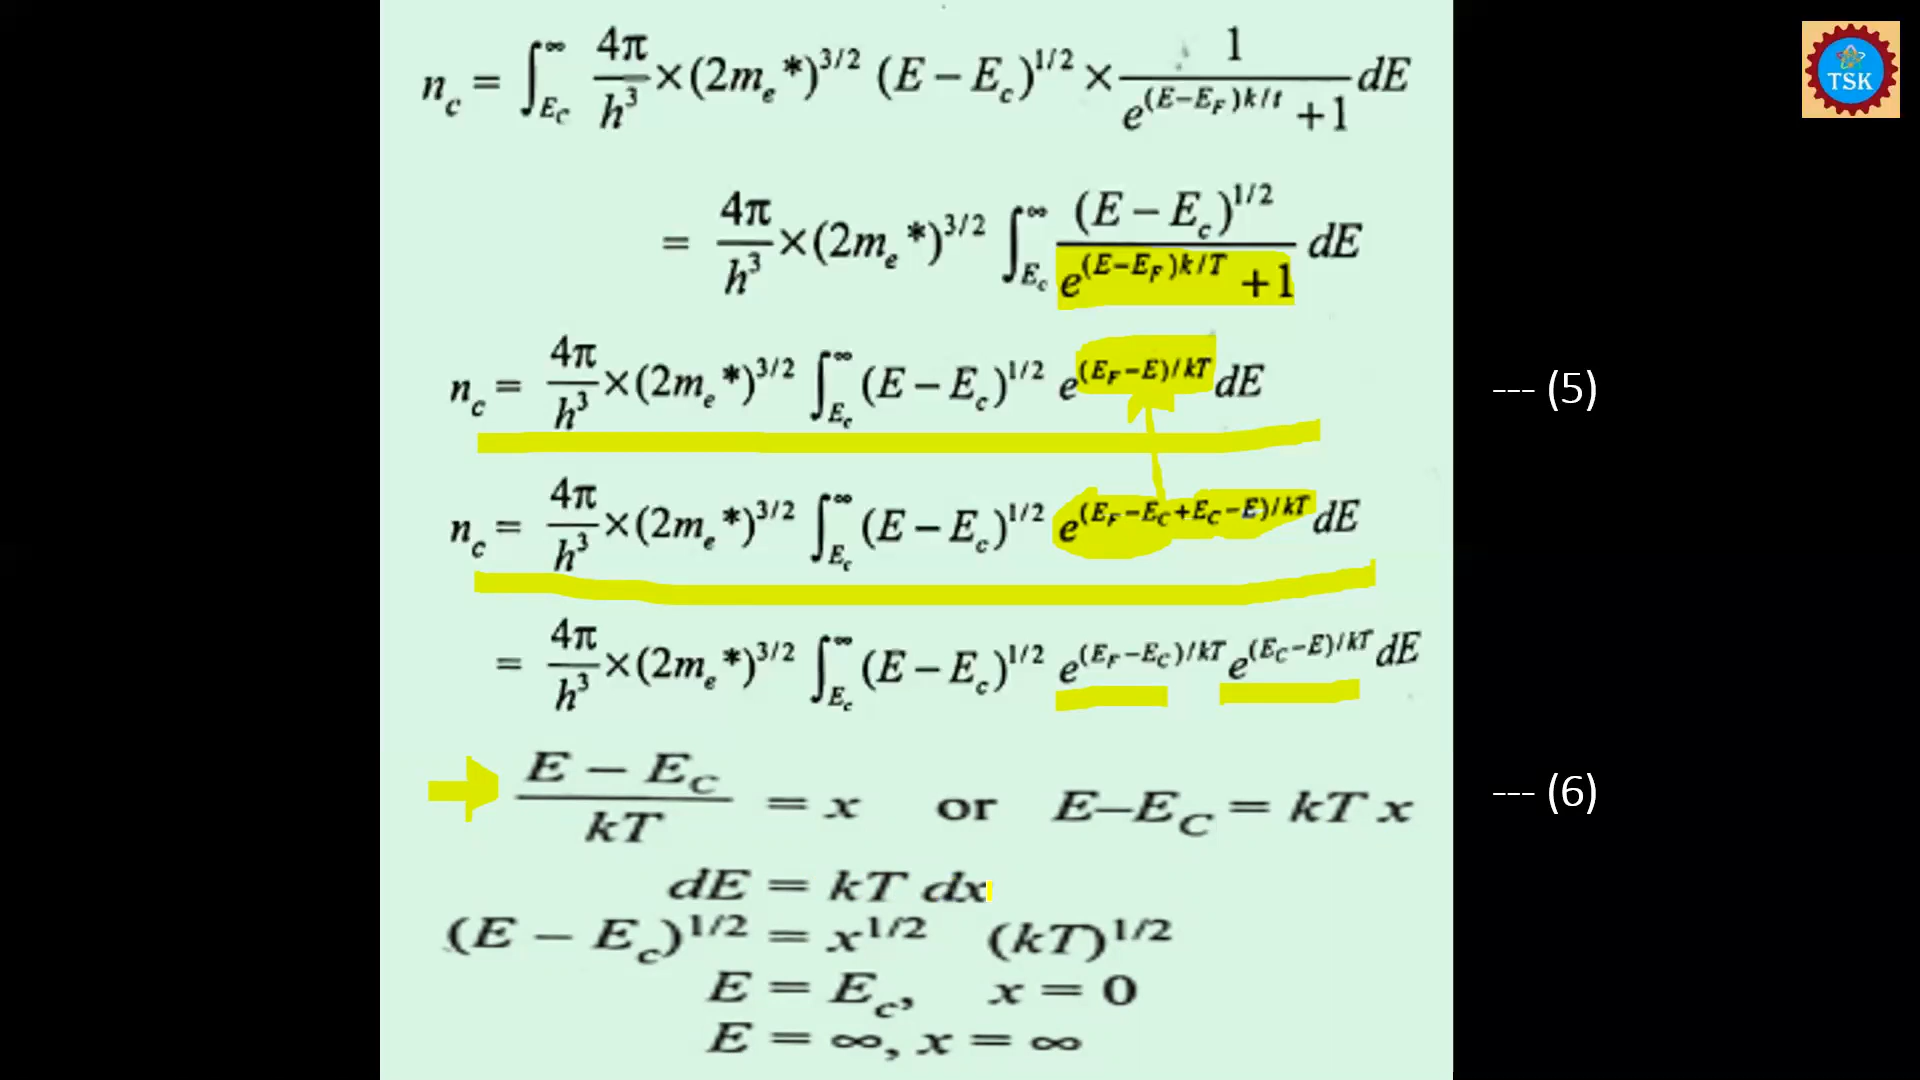 TSK
n_c = ∫_{E_C}^{∞} 4π/h³ × (2m_e*)^{3/2} (E − E_c)^{1/2} × 1/(e^{(E−E_F)k/t} + 1) dE
= 4π/h³ × (2m_e*)^{3/2} ∫_{E_c}^{∞} (E − E_c)^{1/2}/(e^{(E−E_F)k/T} + 1) dE
n_c = 4π/h³ × (2m_e*)^{3/2} ∫_{E_c}^{∞} (E − E_c)^{1/2} e^{(E_F−E)/kT} dE --- (5)
n_c = 4π/h³ × (2m_e*)^{3/2} ∫_{E_c}^{∞} (E − E_c)^{1/2} e^{(E_F−E_C+E_C−E)/kT} dE
= 4π/h³ × (2m_e*)^{3/2} ∫_{E_c}^{∞} (E − E_c)^{1/2} e^{(E_F−E_C)/kT} e^{(E_C−E)/kT} dE
(E − E_C)/kT = x or E−E_C = kT x --- (6)
dE = kT dx
(E − E_c)^{1/2} = x^{1/2} (kT)^{1/2}
E = E_c, x = 0
E = ∞, x = ∞